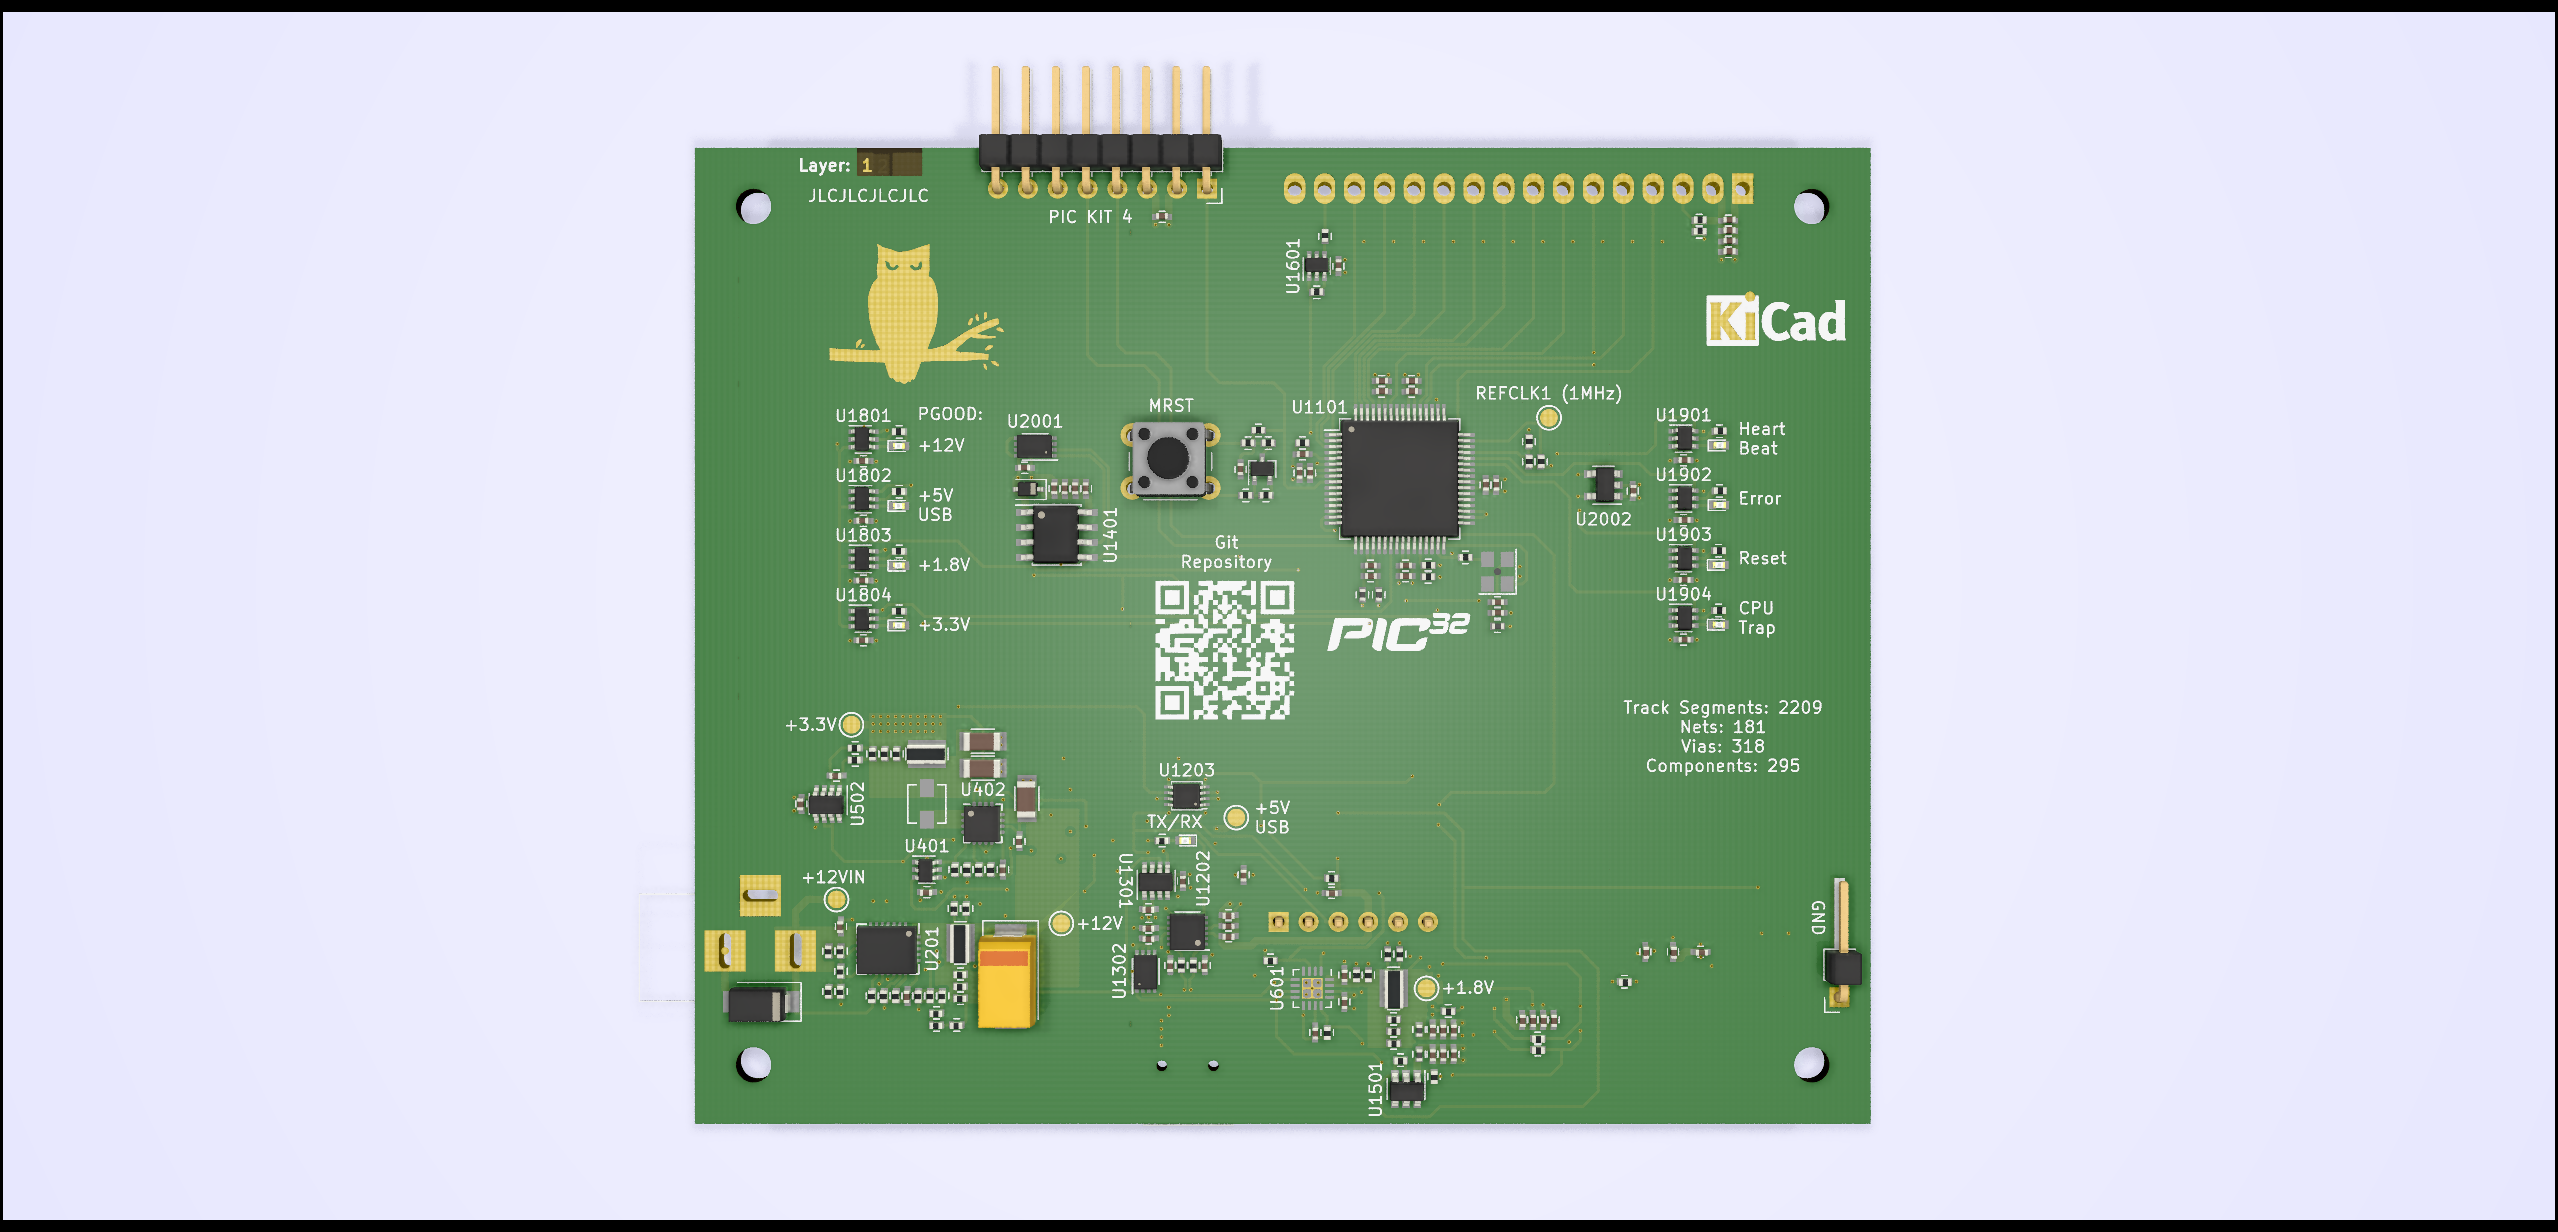 Layer: 1
JLCJLCJLCJLC
PIC KIT 4
U1601
KiCad
REFCLK1 (1MHz)
MRST
U1101
U1801
PGOOD:
+12V
U1802
+5V
USB
U1803
+1.8V
U1804
+3.3V
U2001
U1401
U2002
U1901
Heart
Beat
U1902
Error
U1903
Reset
U1904
CPU
Trap
Git
Repository
PIC32
Track Segments: 2209
Nets: 181
Vias: 318
Components: 295
+3.3V
U502
U402
U401
+12VIN
U201
+12V
U1203
TX/RX
+5V
USB
U1301
U1202
U1302
U601
+1.8V
U1501
GND